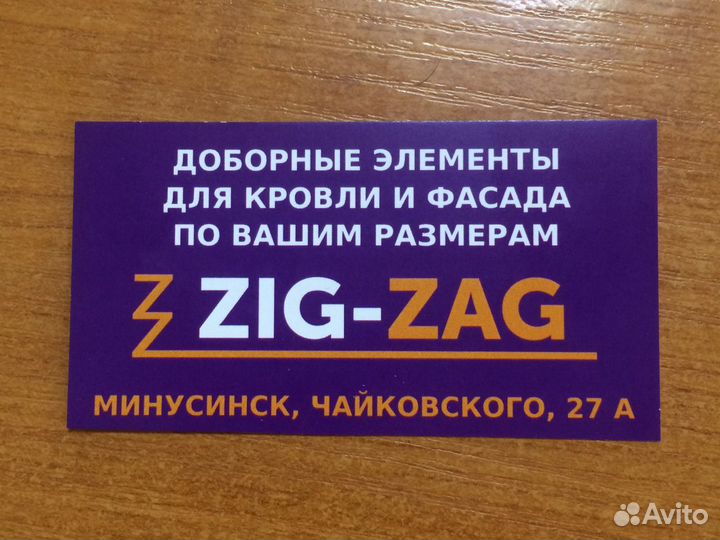 ДОБОРНЫЕ ЭЛЕМЕНТЫ
ДЛЯ КРОВЛИ И ФАСАДА
ПО ВАШИМ РАЗМЕРАМ
ZIG-ZAG
МИНУСИНСК, ЧАЙКОВСКОГО, 27 А
Avito